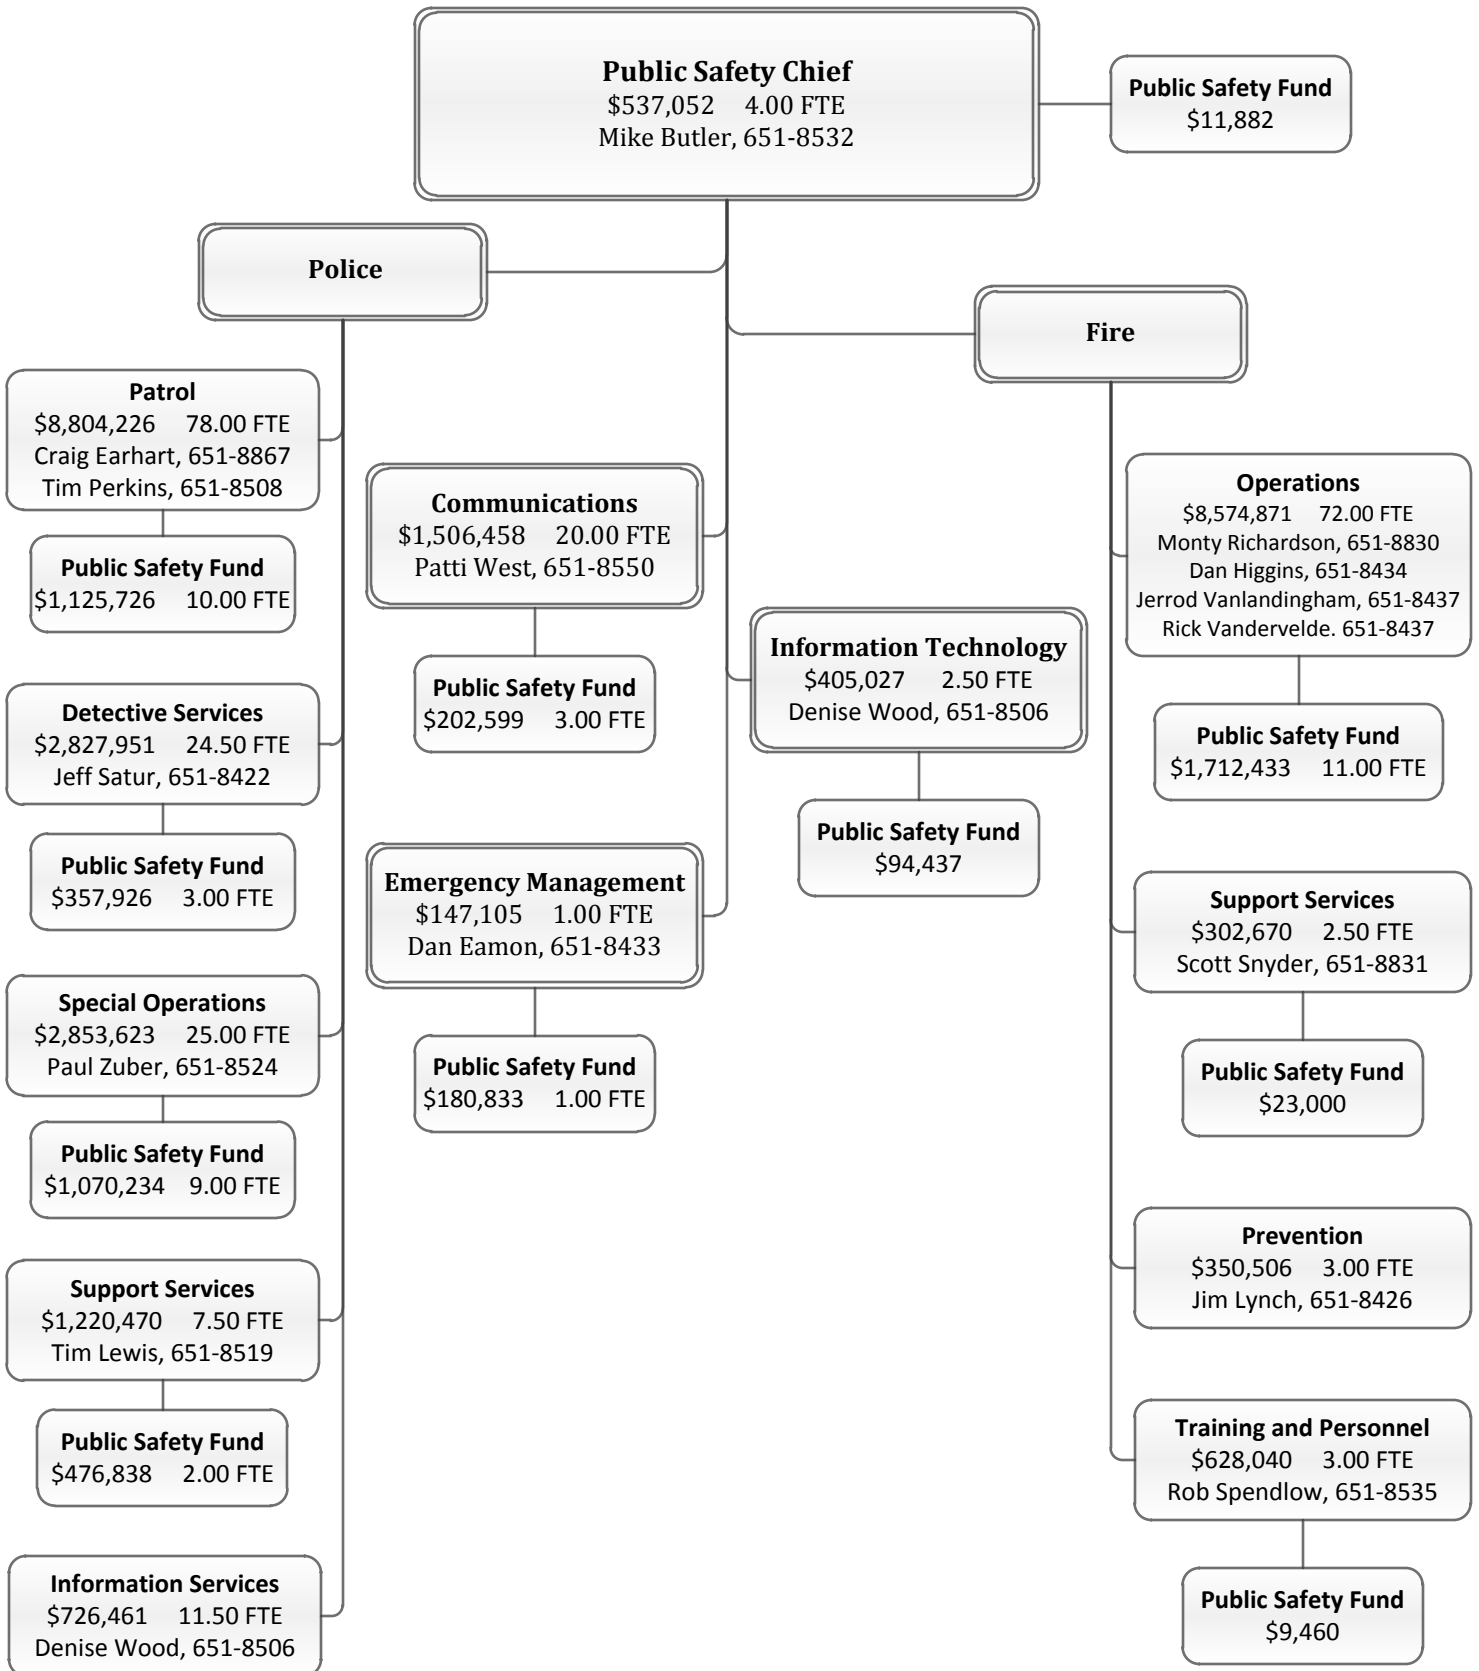 Public Safety Chief
$537,052 4.00 FTE
Mike Butler, 651-8532
Public Safety Fund
$11,882
Police
Patrol
$8,804,226 78.00 FTE
Craig Earhart, 651-8867
Tim Perkins, 651-8508
Public Safety Fund
$1,125,726 10.00 FTE
Detective Services
$2,827,951 24.50 FTE
Jeff Satur, 651-8422
Public Safety Fund
$357,926 3.00 FTE
Special Operations
$2,853,623 25.00 FTE
Paul Zuber, 651-8524
Public Safety Fund
$1,070,234 9.00 FTE
Support Services
$1,220,470 7.50 FTE
Tim Lewis, 651-8519
Public Safety Fund
$476,838 2.00 FTE
Information Services
$726,461 11.50 FTE
Denise Wood, 651-8506
Communications
$1,506,458 20.00 FTE
Patti West, 651-8550
Public Safety Fund
$202,599 3.00 FTE
Emergency Management
$147,105 1.00 FTE
Dan Eamon, 651-8433
Public Safety Fund
$180,833 1.00 FTE
Information Technology
$405,027 2.50 FTE
Denise Wood, 651-8506
Public Safety Fund
$94,437
Fire
Operations
$8,574,871 72.00 FTE
Monty Richardson, 651-8830
Dan Higgins, 651-8434
Jerrod Vanlandingham, 651-8437
Rick Vandervelde. 651-8437
Public Safety Fund
$1,712,433 11.00 FTE
Support Services
$302,670 2.50 FTE
Scott Snyder, 651-8831
Public Safety Fund
$23,000
Prevention
$350,506 3.00 FTE
Jim Lynch, 651-8426
Training and Personnel
$628,040 3.00 FTE
Rob Spendlow, 651-8535
Public Safety Fund
$9,460